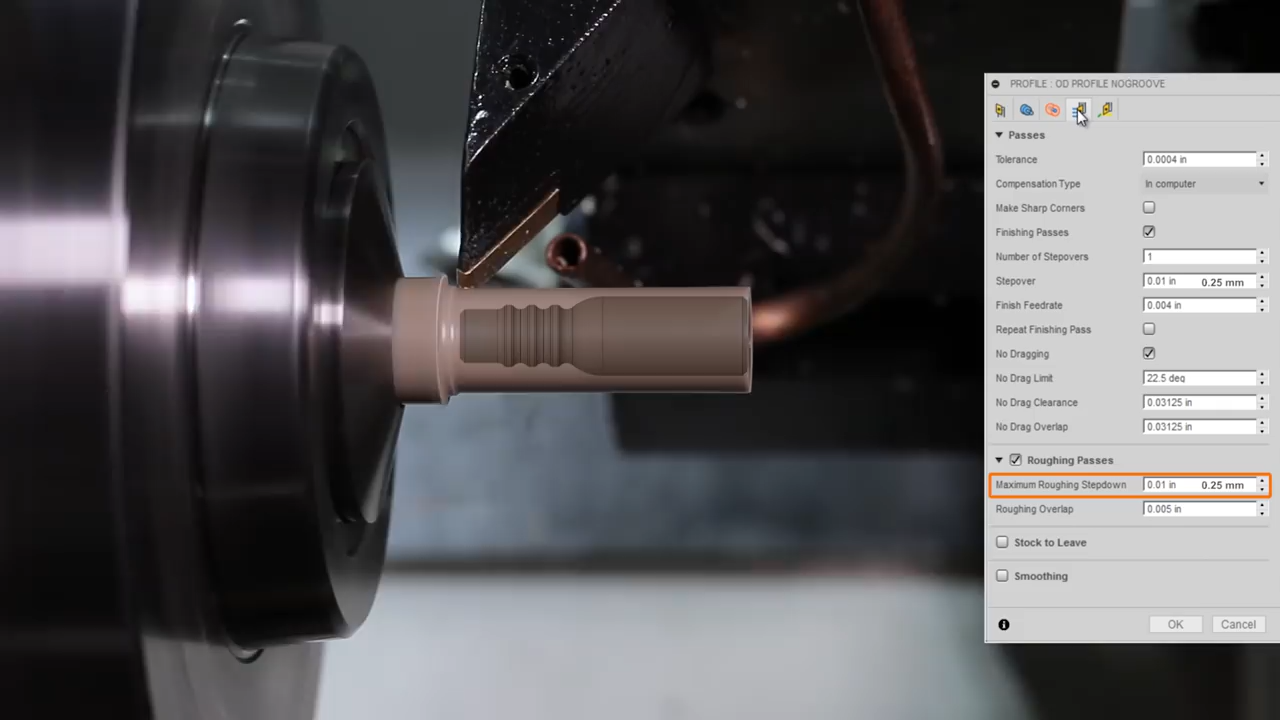 PROFILE : OD PROFILE NOGROOVE
Passes
Tolerance 0.0004 in
Compensation Type In computer
Make Sharp Corners
Finishing Passes
Number of Stepovers 1
Stepover 0.01 in 0.25 mm
Finish Feedrate 0.004 in
Repeat Finishing Pass
No Dragging
No Drag Limit 22.5 deg
No Drag Clearance 0.03125 in
No Drag Overlap 0.03125 in
Roughing Passes
Maximum Roughing Stepdown 0.01 in 0.25 mm
Roughing Overlap 0.005 in
Stock to Leave
Smoothing
OK Cancel